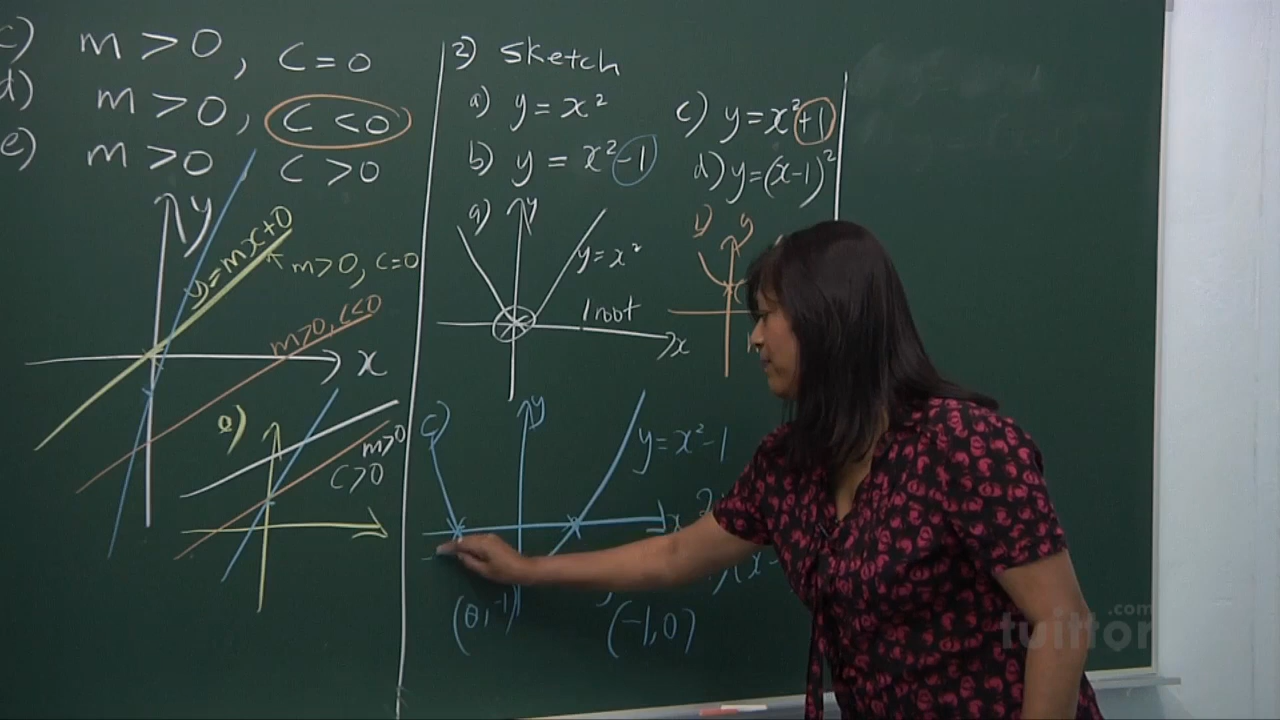 c) m > 0, C = 0
d) m > 0, C < 0
e) m > 0 C > 0
y
y = mx+0
m > 0, C = 0
m > 0, C < 0
x
e)
m > 0
C > 0
2) Sketch
a) y = x²
b) y = x² -1
c) y = x² +1
d) y = (x-1)²
a) y
y = x²
1 root
x
y
c) y
y = x² - 1
x
(0, -1)
(-1, 0)
tuittor.com